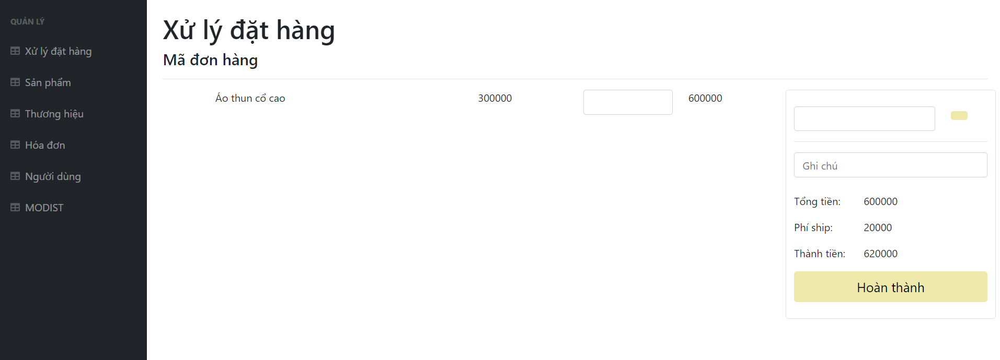 QUẢN LÝ
Xử lý đặt hàng
Sản phẩm
Thương hiệu
Hóa đơn
Người dùng
MODIST
Xử lý đặt hàng
Mã đơn hàng
Áo thun cổ cao 300000 600000
Ghi chú
Tổng tiền: 600000
Phí ship: 20000
Thành tiền: 620000
Hoàn thành